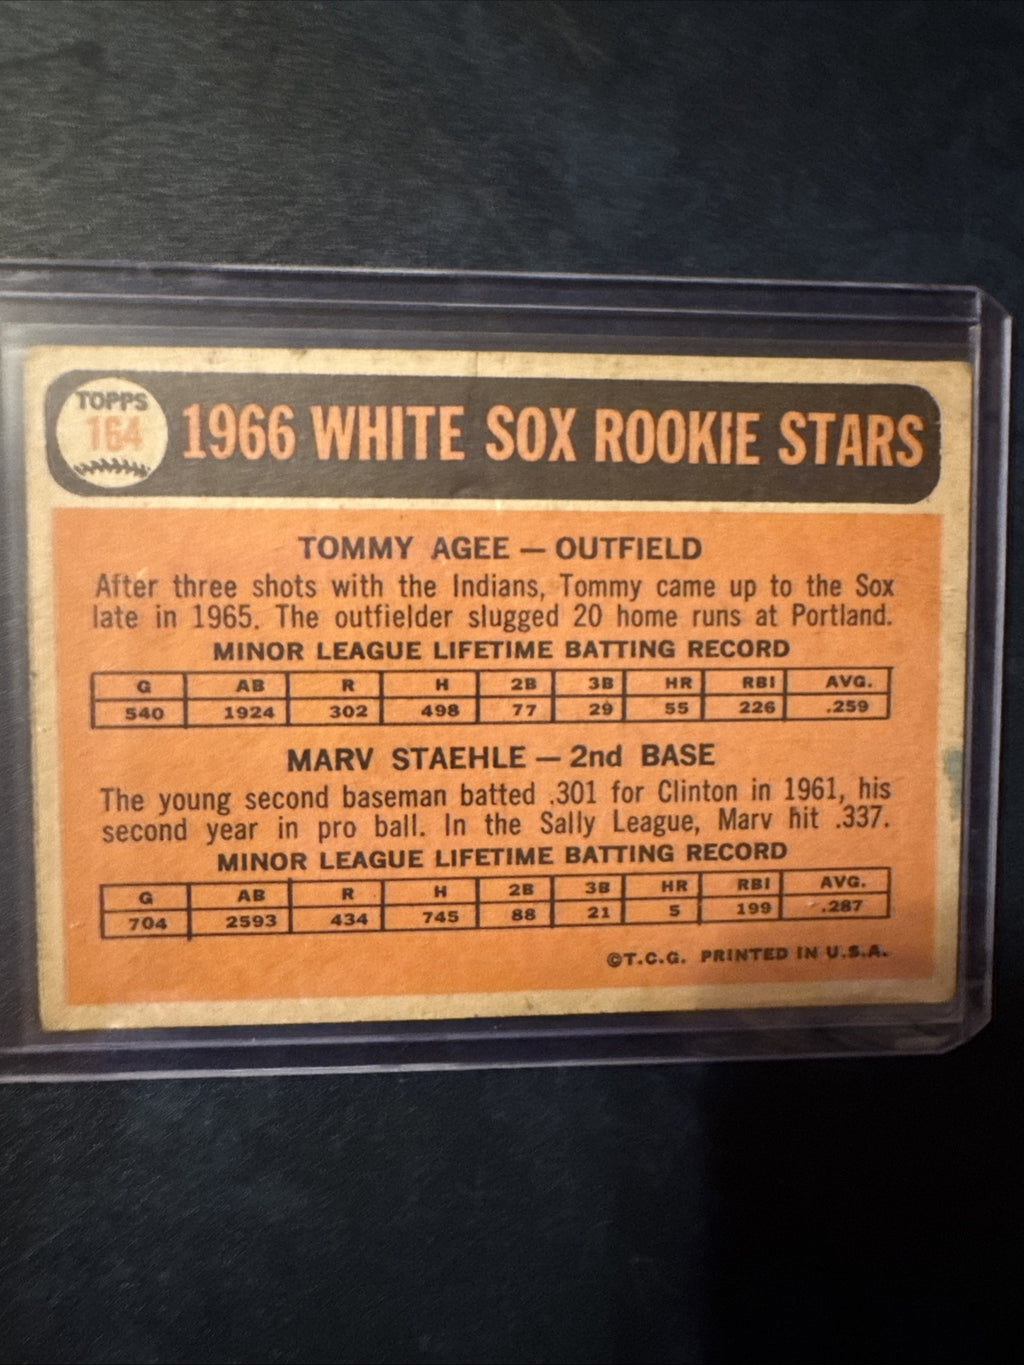 TOPPS
164
1966 WHITE SOX ROOKIE STARS
TOMMY AGEE — OUTFIELD
After three shots with the Indians, Tommy came up to the Sox
late in 1965. The outfielder slugged 20 home runs at Portland.
MINOR LEAGUE LIFETIME BATTING RECORD
G AB R H 2B 3B HR RBI AVG.
540 1924 302 498 77 29 55 226 .259
MARV STAEHLE — 2nd BASE
The young second baseman batted .301 for Clinton in 1961, his
second year in pro ball. In the Sally League, Marv hit .337.
MINOR LEAGUE LIFETIME BATTING RECORD
G AB R H 2B 3B HR RBI AVG.
704 2593 434 745 88 21 5 199 .287
©T.C.G. PRINTED IN U.S.A.